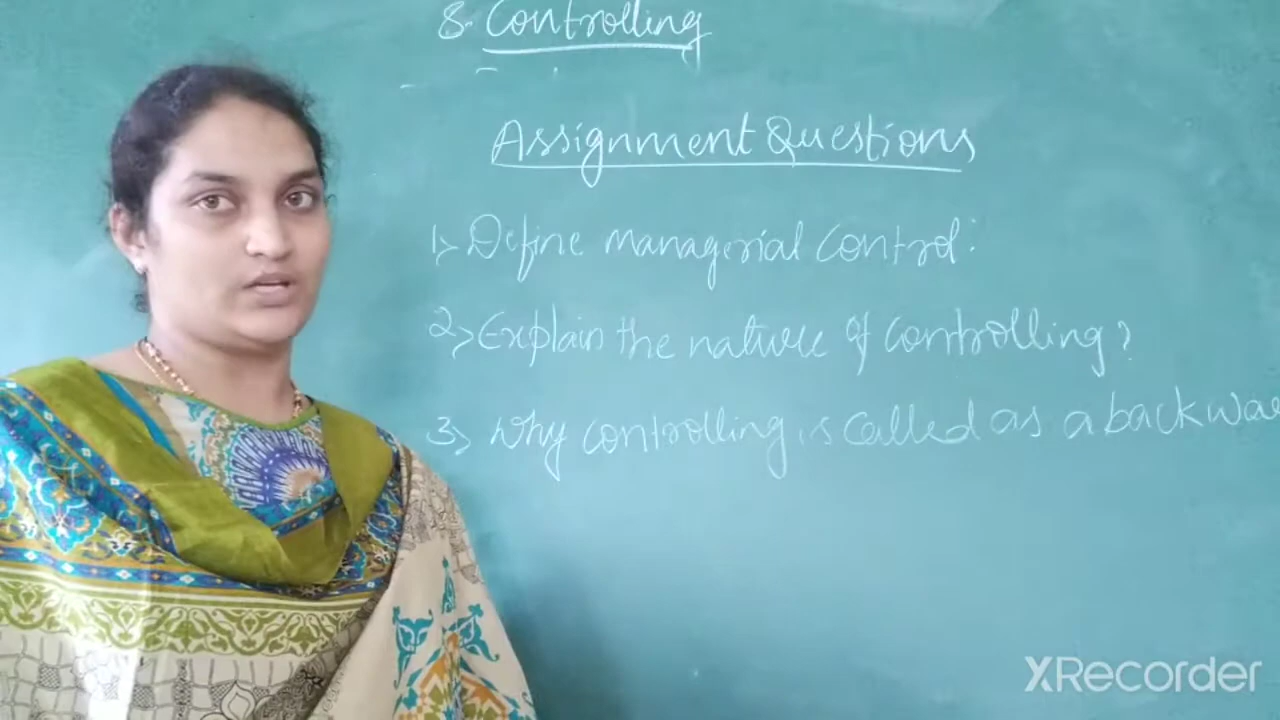 8. Controlling
Assignment Questions
1> Define managerial control:
2> Explain the nature of controlling?
3> Why controlling is called as a backwa
XRecorder